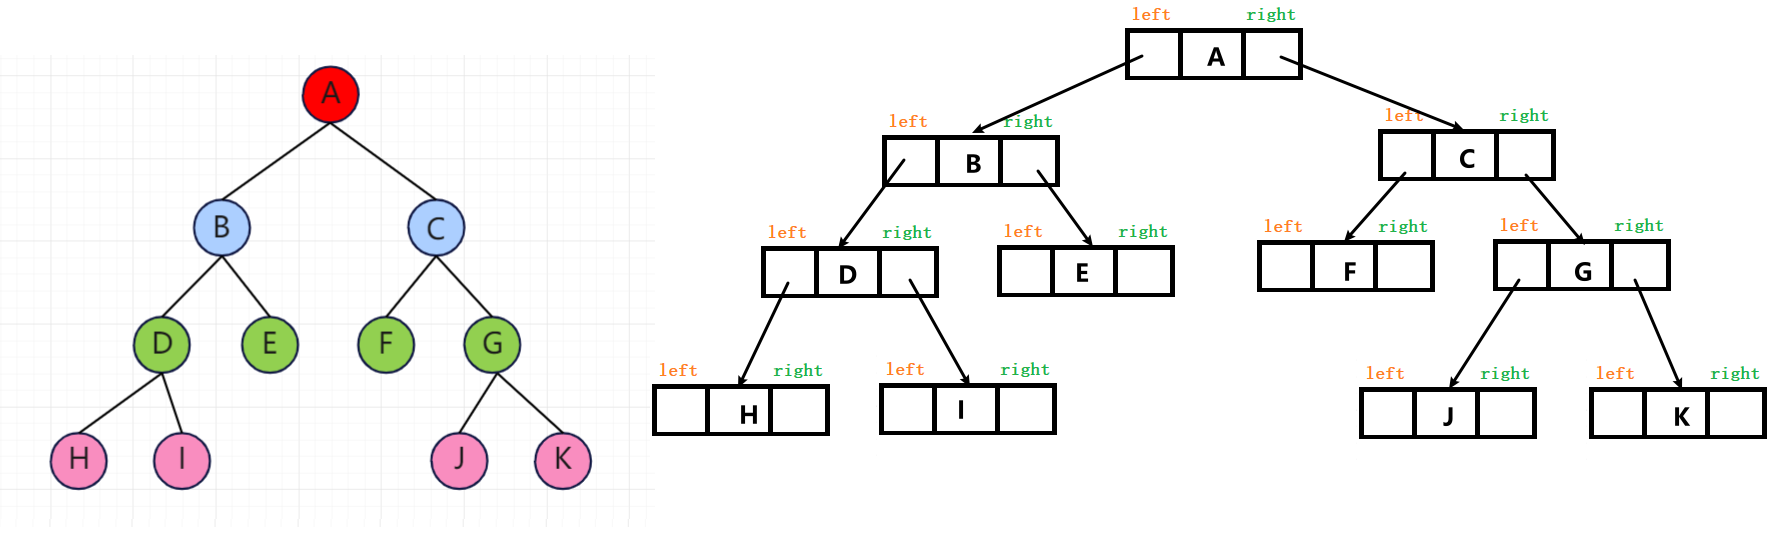 A
B C
D E F G
H I J K
left right
A
left right
B
left right
C
left right
D
left right
E
left right
F
left right
G
left right
H
left right
I
left right
J
left right
K